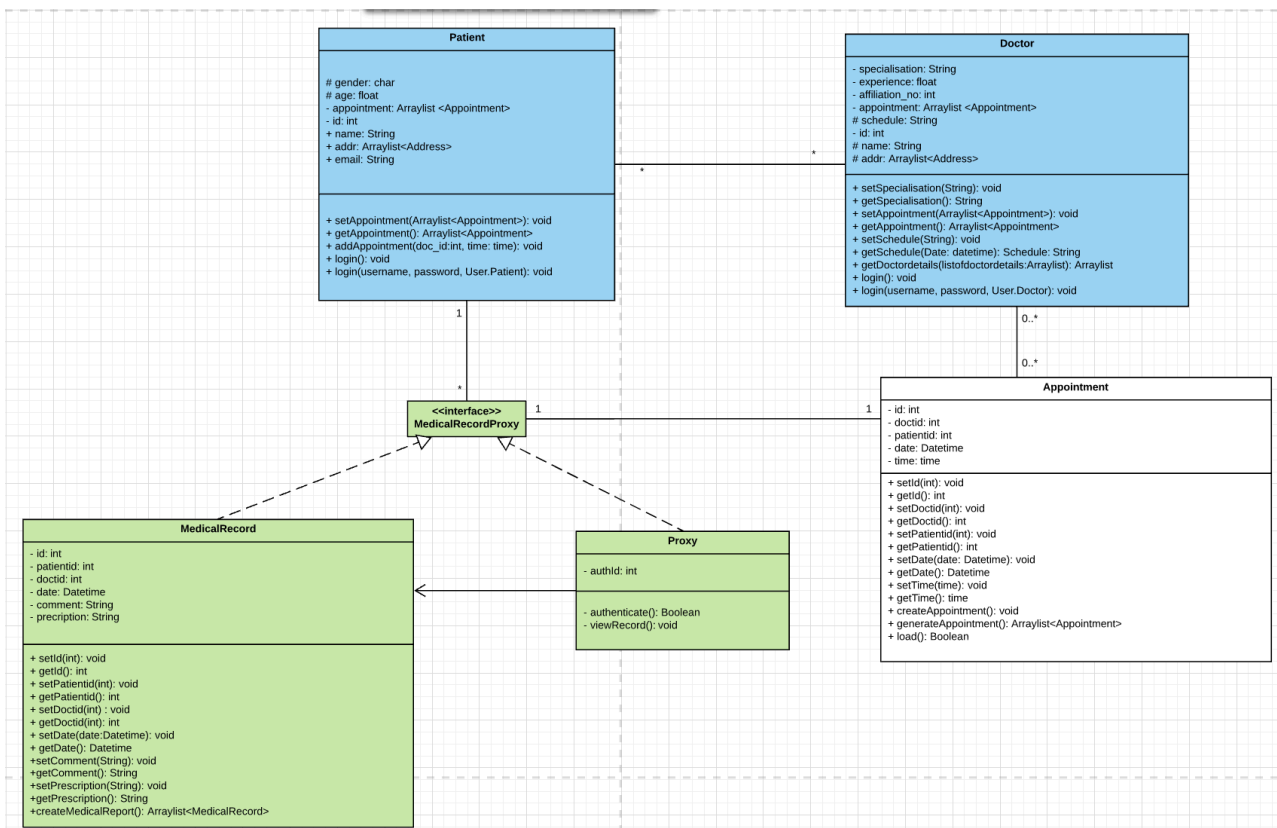 Patient
# gender: char
# age: float
- appointment: Arraylist <Appointment>
- id: int
+ name: String
+ addr: Arraylist<Address>
+ email: String
+ setAppointment(Arraylist<Appointment>): void
+ getAppointment(): Arraylist<Appointment>
+ addAppointment(doc_id:int, time: time): void
+ login(): void
+ login(username, password, User.Patient): void
Doctor
- specialisation: String
- experience: float
- affiliation_no: int
- appointment: Arraylist <Appointment>
# schedule: String
- id: int
# name: String
# addr: Arraylist<Address>
+ setSpecialisation(String): void
+ getSpecialisation(): String
+ setAppointment(Arraylist<Appointment>): void
+ getAppointment(): Arraylist<Appointment>
+ setSchedule(String): void
+ getSchedule(Date: datetime): Schedule: String
+ getDoctordetails(listofdoctordetails:Arraylist): Arraylist
+ login(): void
+ login(username, password, User.Doctor): void
*
*
1
*
0..*
0..*
<<interface>>
MedicalRecordProxy
1
1
Appointment
- id: int
- doctid: int
- patientid: int
- date: Datetime
- time: time
+ setId(int): void
+ getId(): int
+ setDoctid(int): void
+ getDoctid(): int
+ setPatientid(int): void
+ getPatientid(): int
+ setDate(date: Datetime): void
+ getDate(): Datetime
+ setTime(time): void
+ getTime(): time
+ createAppointment(): void
+ generateAppointment(): Arraylist<Appointment>
+ load(): Boolean
MedicalRecord
- id: int
- patientid: int
- doctid: int
- date: Datetime
- comment: String
- precription: String
+ setId(int): void
+ getId(): int
+ setPatientid(int): void
+ getPatientid(): int
+ setDoctid(int) : void
+ getDoctid(int): int
+ setDate(date:Datetime): void
+ getDate(): Datetime
+setComment(String): void
+getComment(): String
+setPrescription(String): void
+getPrescription(): String
+createMedicalReport(): Arraylist<MedicalRecord>
Proxy
- authId: int
- authenticate(): Boolean
- viewRecord(): void